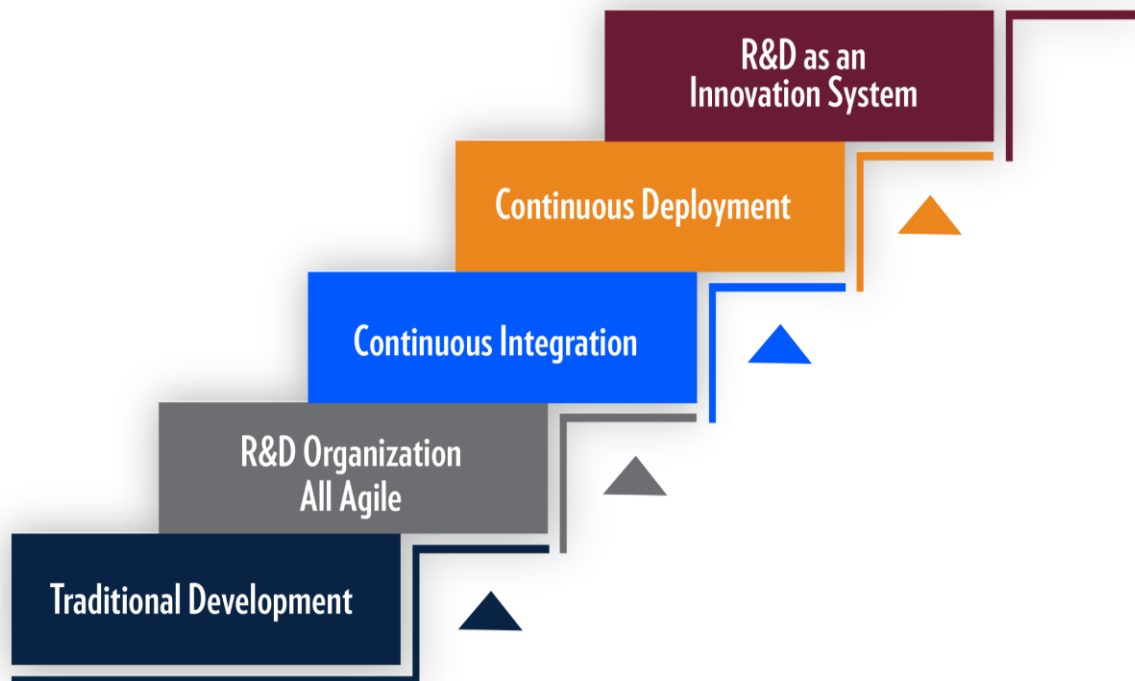 R&D as an
Innovation System
Continuous Deployment
Continuous Integration
R&D Organization
All Agile
Traditional Development